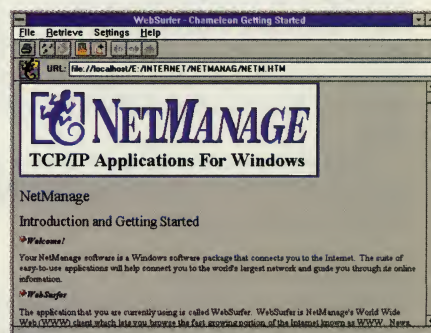 WebSurfer - Chameleon Getting Started
File Retrieve Settings Help
URL: file://localhost/E:/INTERNET/NETMANAG/NETM.HTM
NETMANAGE
TCP/IP Applications For Windows
NetManage
Introduction and Getting Started
Welcome!
Your NetManage software is a Windows software package that connects you to the Internet. The suite of
easy-to-use applications will help connect you to the world's largest network and guide you through its online
information.
WebSurfer
The application that you are currently using is called WebSurfer. WebSurfer is NetManage's World Wide
Web (WWW) client which lets you browse the fast growing portion of the Internet known as WWW. News